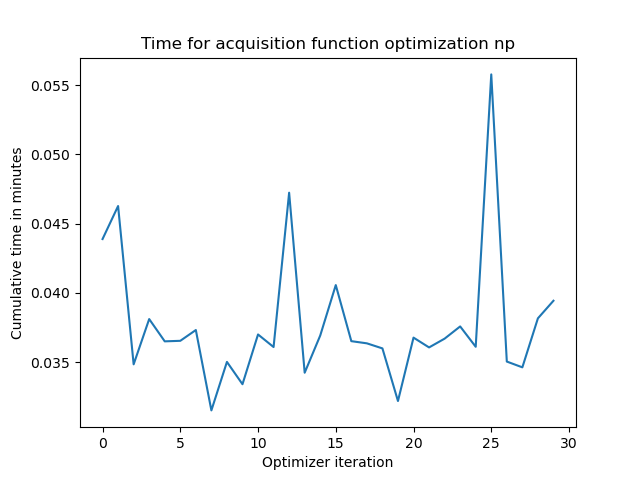 Time for acquisition function optimization np
Cumulative time in minutes
0.055
0.050
0.045
0.040
0.035
0 5 10 15 20 25 30
Optimizer iteration